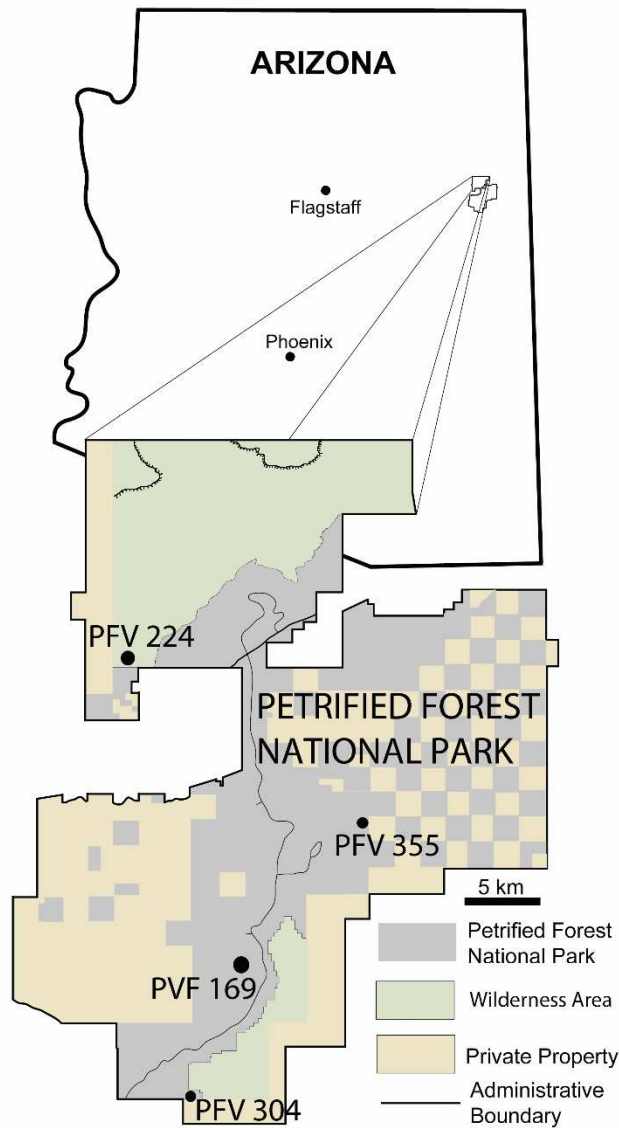 ARIZONA
Flagstaff
Phoenix
PFV 224
PETRIFIED FOREST
NATIONAL PARK
PFV 355
5 km
Petrified Forest
National Park
PVF 169
Wilderness Area
Private Property
Administrative
Boundary
PFV 304